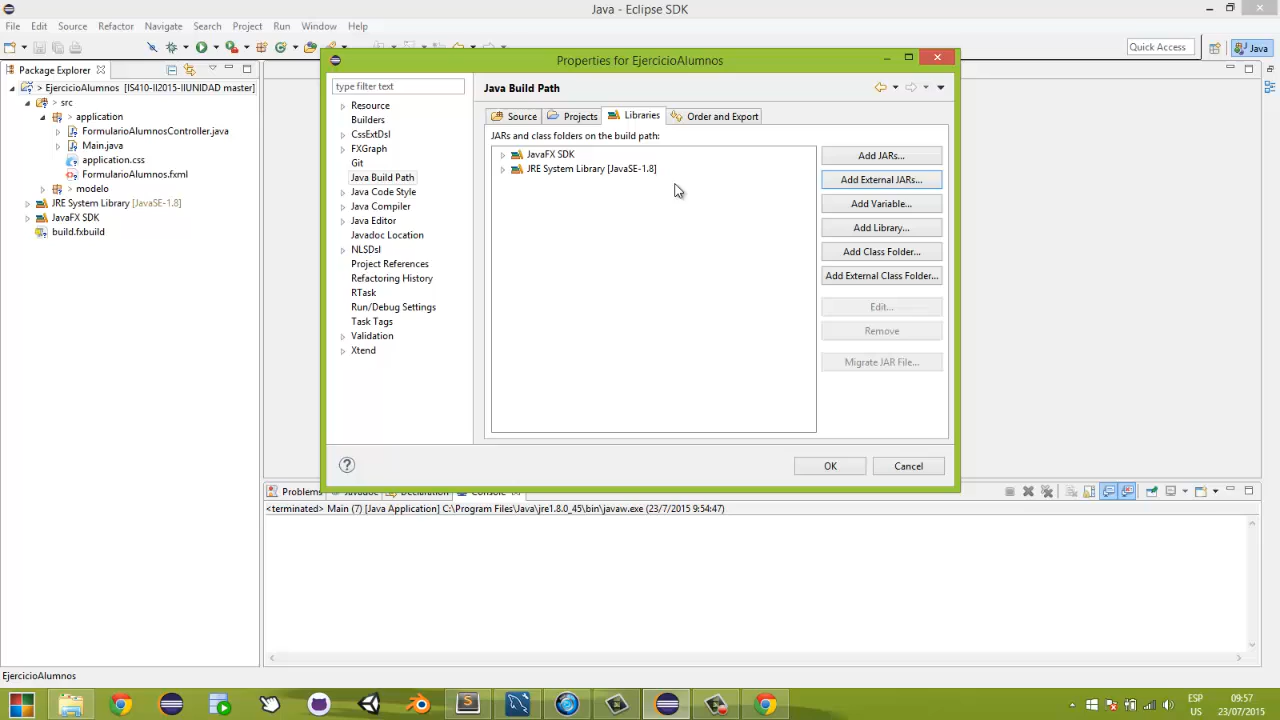 Java - Eclipse SDK
File Edit Source Refactor Navigate Search Project Run Window Help
Quick Access
Java
Package Explorer
EjercicioAlumnos [IS410-II2015-IIUNIDAD master]
> src
> application
FormularioAlumnosController.java
Main.java
application.css
FormularioAlumnos.fxml
> modelo
JRE System Library [JavaSE-1.8]
JavaFX SDK
build.fxbuild
Properties for EjercicioAlumnos
type filter text
Resource
Builders
CssExtDsl
FXGraph
Git
Java Build Path
Java Code Style
Java Compiler
Java Editor
Javadoc Location
NLSDsl
Project References
Refactoring History
RTask
Run/Debug Settings
Task Tags
Validation
Xtend
Java Build Path
Source Projects Libraries Order and Export
JARs and class folders on the build path:
JavaFX SDK
JRE System Library [JavaSE-1.8]
Add JARs...
Add External JARs...
Add Variable...
Add Library...
Add Class Folder...
Add External Class Folder...
Edit...
Remove
Migrate JAR File...
OK Cancel
Problems Javadoc Declaration Console
<terminated> Main (7) [Java Application] C:\Program Files\Java\jre1.8.0_45\bin\javaw.exe (23/7/2015 9:54:47)
EjercicioAlumnos
ESP
US
09:57
23/07/2015